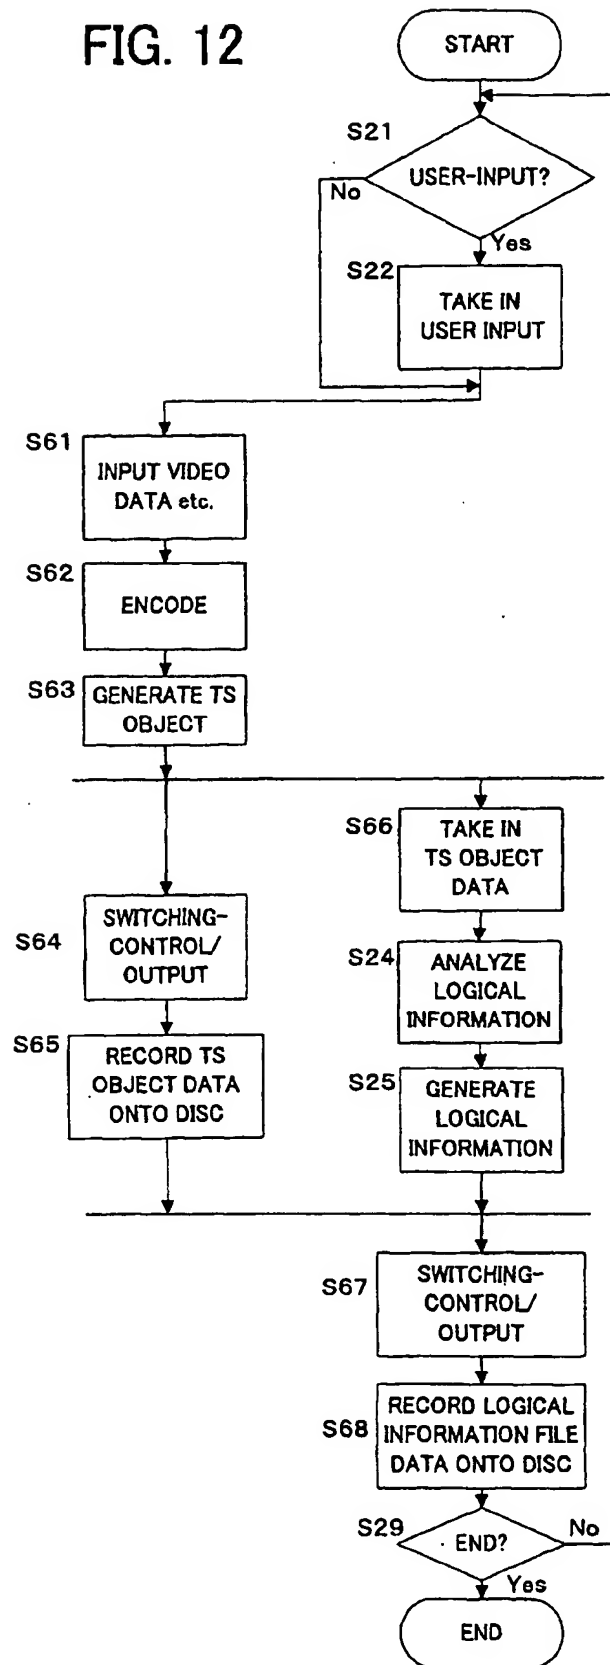 FIG. 12
START
S21
USER-INPUT?
No
Yes
S22
TAKE IN
USER INPUT
S61
INPUT VIDEO
DATA etc.
S62
ENCODE
S63
GENERATE TS
OBJECT
S66
TAKE IN
TS OBJECT
DATA
S64
SWITCHING-
CONTROL/
OUTPUT
S24
ANALYZE
LOGICAL
INFORMATION
S65
RECORD TS
OBJECT DATA
ONTO DISC
S25
GENERATE
LOGICAL
INFORMATION
S67
SWITCHING-
CONTROL/
OUTPUT
S68
RECORD LOGICAL
INFORMATION FILE
DATA ONTO DISC
S29
END?
No
Yes
END